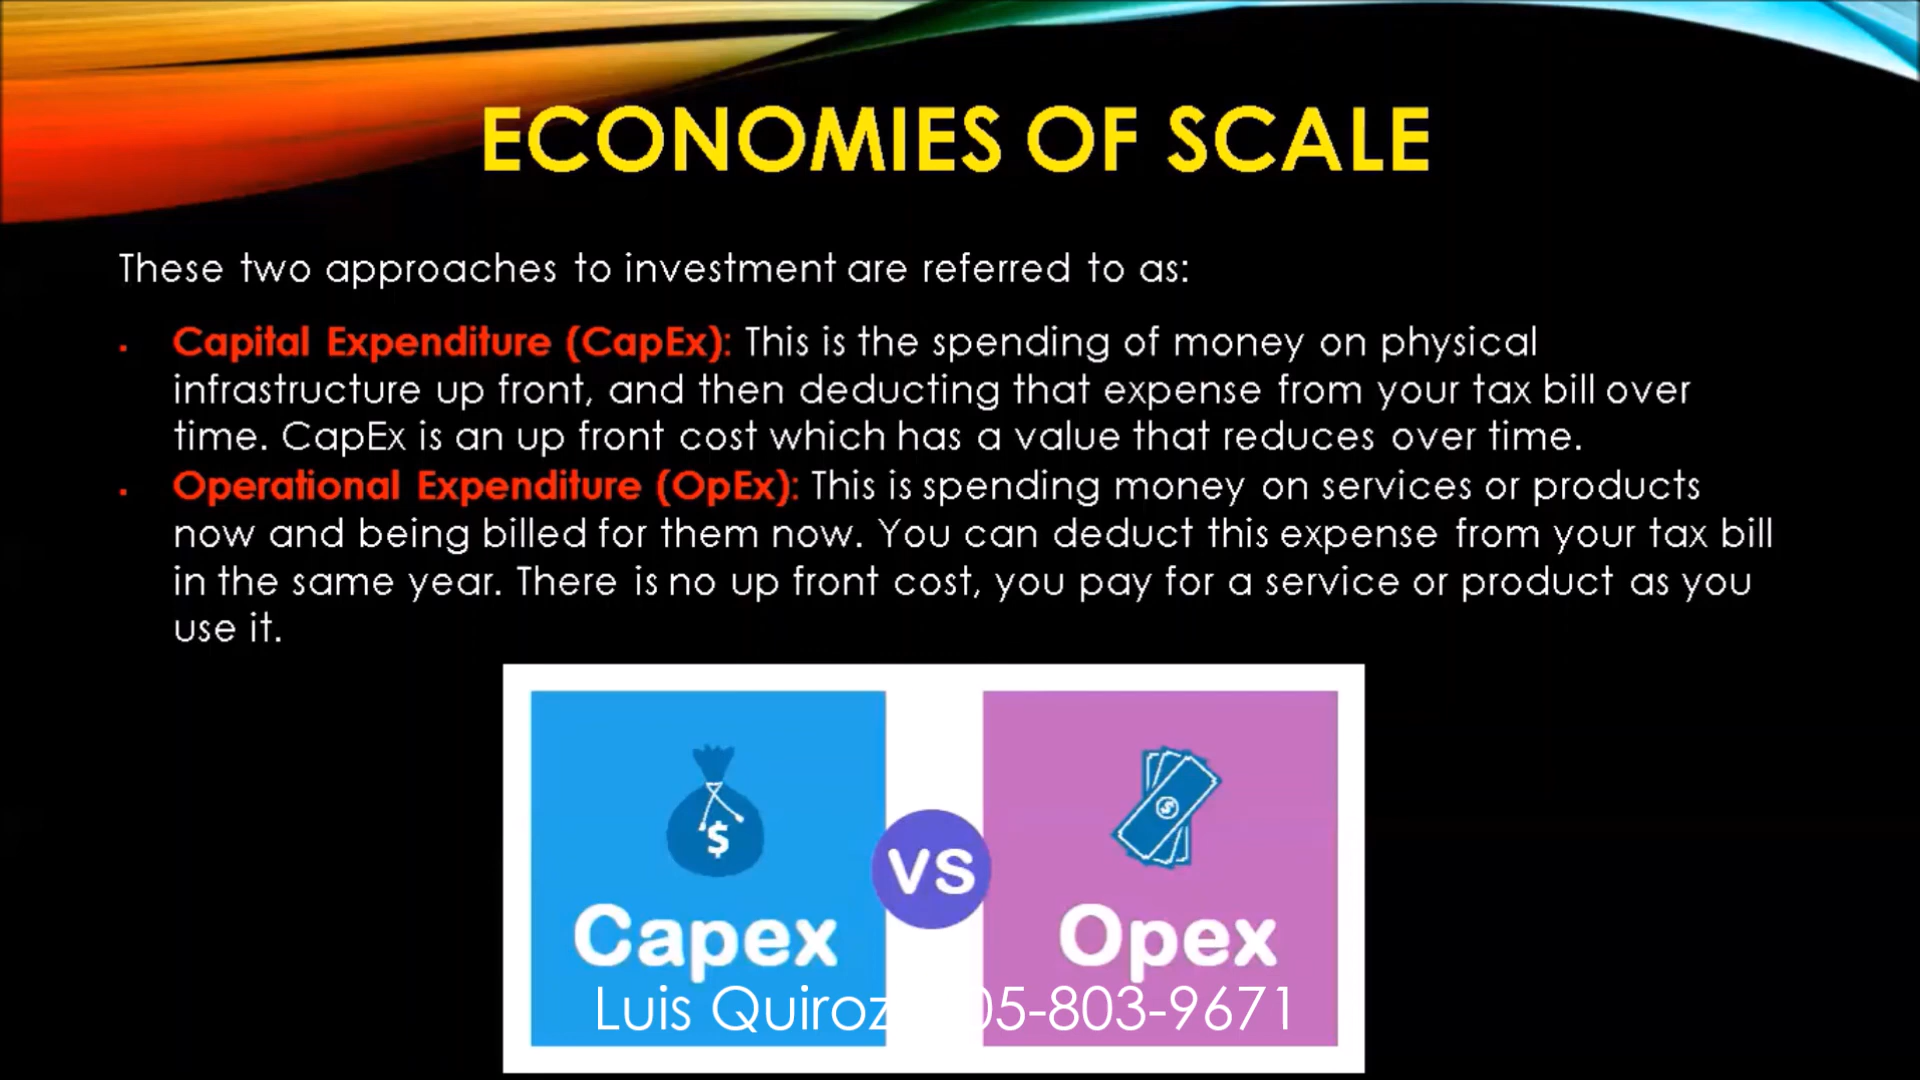 ECONOMIES OF SCALE
These two approaches to investment are referred to as:
▪ Capital Expenditure (CapEx): This is the spending of money on physical
infrastructure up front, and then deducting that expense from your tax bill over
time. CapEx is an up front cost which has a value that reduces over time.
▪ Operational Expenditure (OpEx): This is spending money on services or products
now and being billed for them now. You can deduct this expense from your tax bill
in the same year. There is no up front cost, you pay for a service or product as you
use it.
$
Capex
VS
$
Opex
Luis Quiroz 05-803-9671